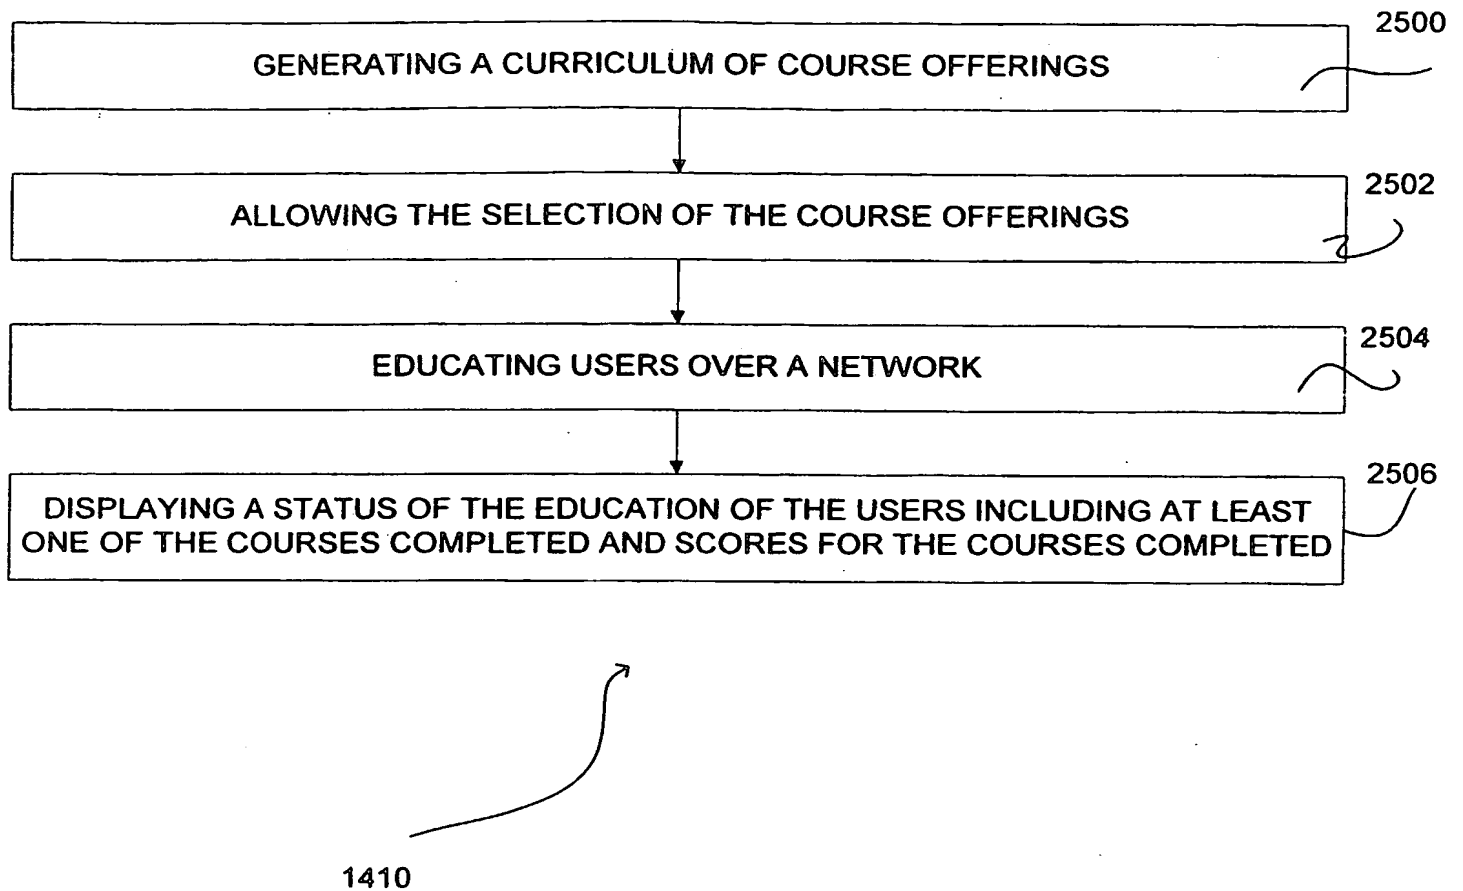 2500
GENERATING A CURRICULUM OF COURSE OFFERINGS
2502
ALLOWING THE SELECTION OF THE COURSE OFFERINGS
2504
EDUCATING USERS OVER A NETWORK
2506
DISPLAYING A STATUS OF THE EDUCATION OF THE USERS INCLUDING AT LEAST
ONE OF THE COURSES COMPLETED AND SCORES FOR THE COURSES COMPLETED
1410